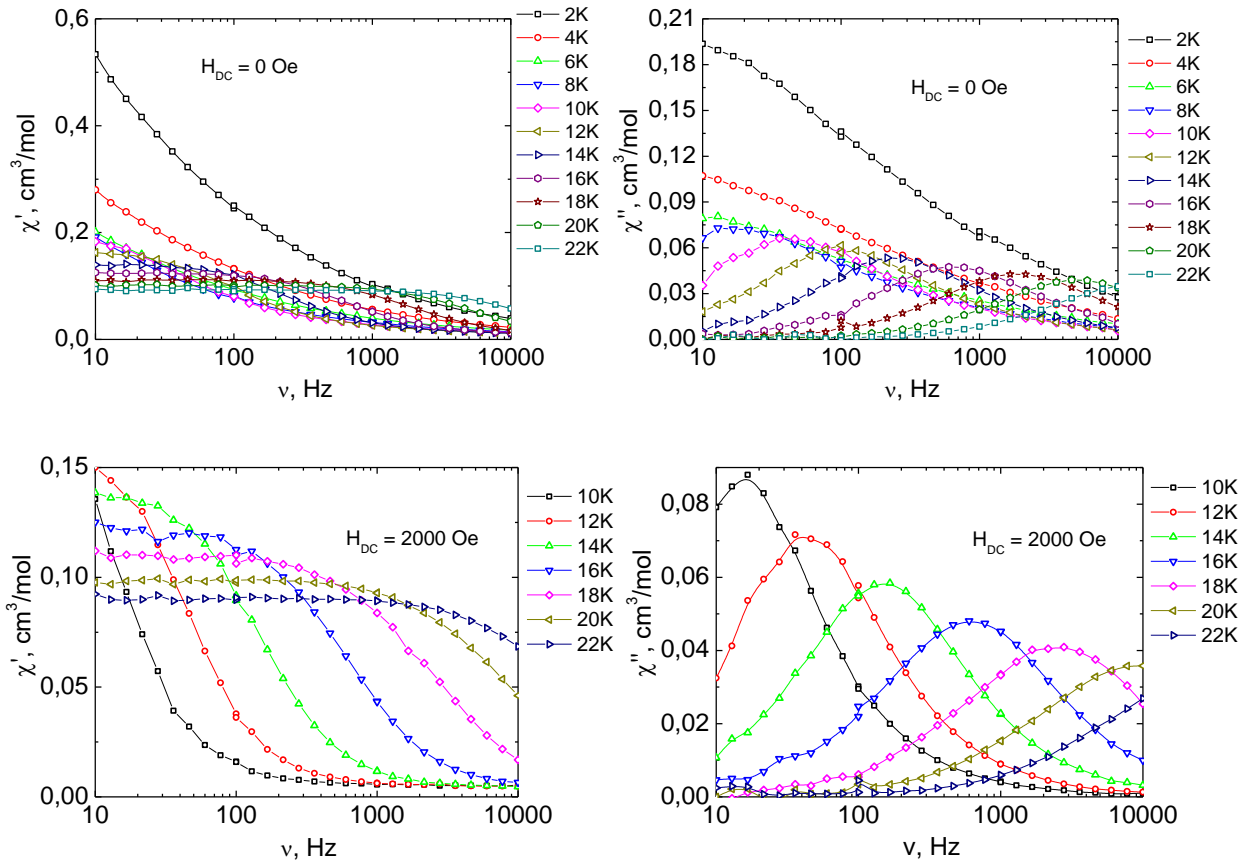 χ', cm³/mol
0,6
0,4
0,2
0,0
10
100
1000
10000
ν, Hz
H_DC = 0 Oe
2K
4K
6K
8K
10K
12K
14K
16K
18K
20K
22K
χ'', cm³/mol
0,21
0,18
0,15
0,12
0,09
0,06
0,03
0,00
10
100
1000
10000
ν, Hz
H_DC = 0 Oe
2K
4K
6K
8K
10K
12K
14K
16K
18K
20K
22K
χ', cm³/mol
0,15
0,10
0,05
0,00
10
100
1000
10000
ν, Hz
H_DC = 2000 Oe
10K
12K
14K
16K
18K
20K
22K
χ'', cm³/mol
0,08
0,06
0,04
0,02
0,00
10
100
1000
10000
v, Hz
H_DC = 2000 Oe
10K
12K
14K
16K
18K
20K
22K